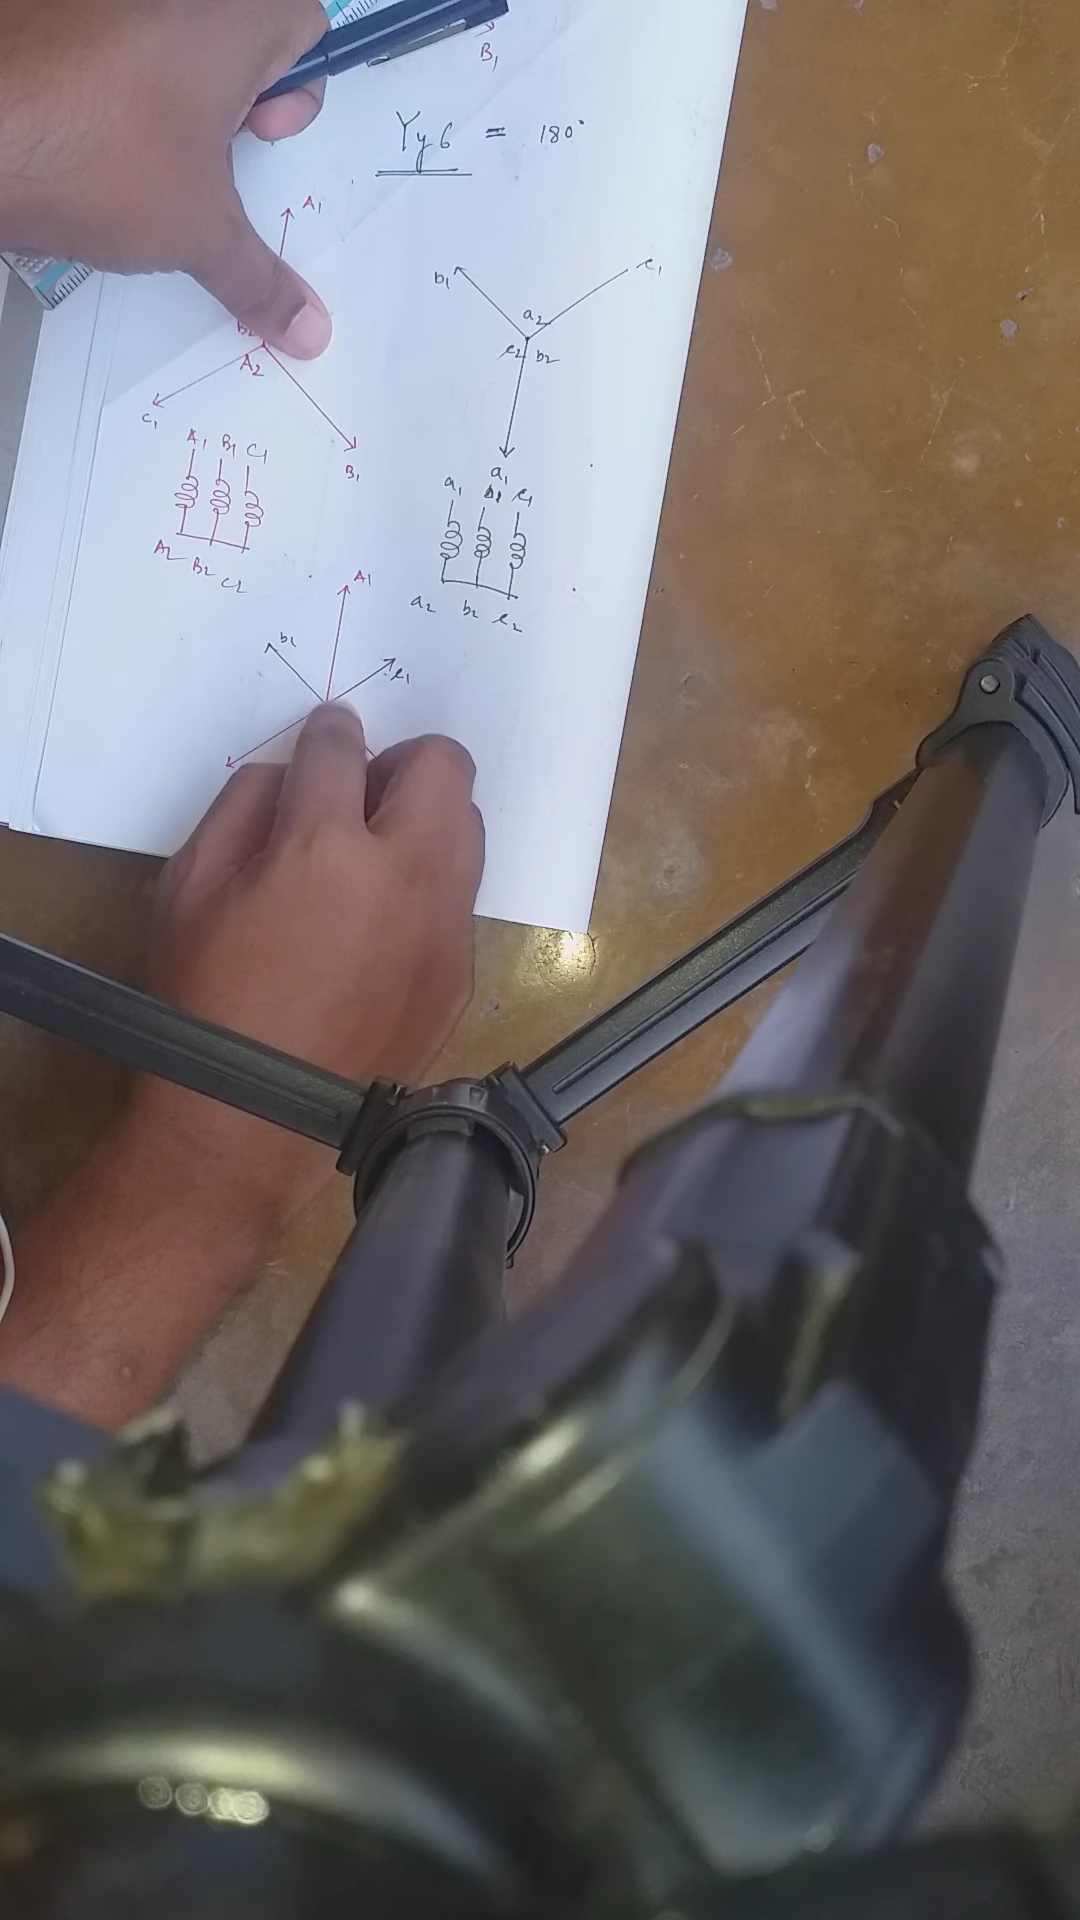 B1
Yy6 = 180°
A1
b1
c1
a2
B2
c2 b2
A2
C1
B1
a1
A1 B1 C1
a1 b1 c1
A2 B2 C2
a2 b2 c2
A1
b1
c1